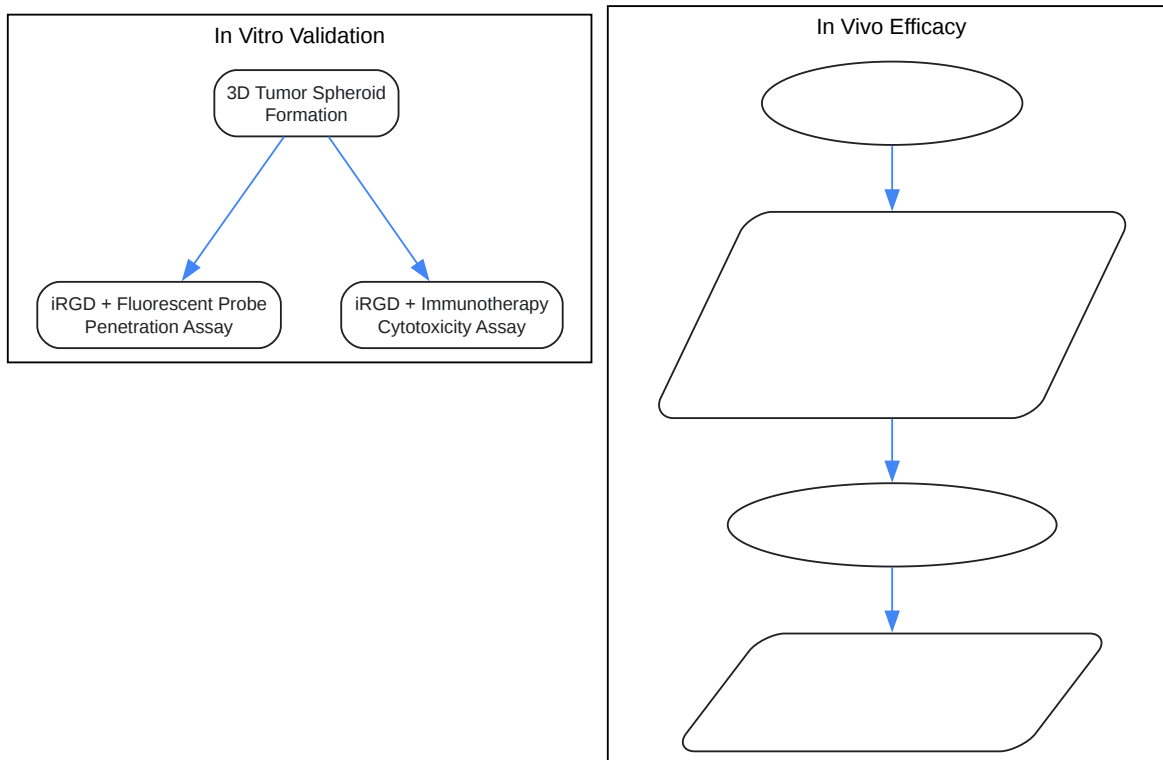 In Vitro Validation
3D Tumor Spheroid
Formation
iRGD + Fluorescent Probe
Penetration Assay
iRGD + Immunotherapy
Cytotoxicity Assay
In Vivo Efficacy